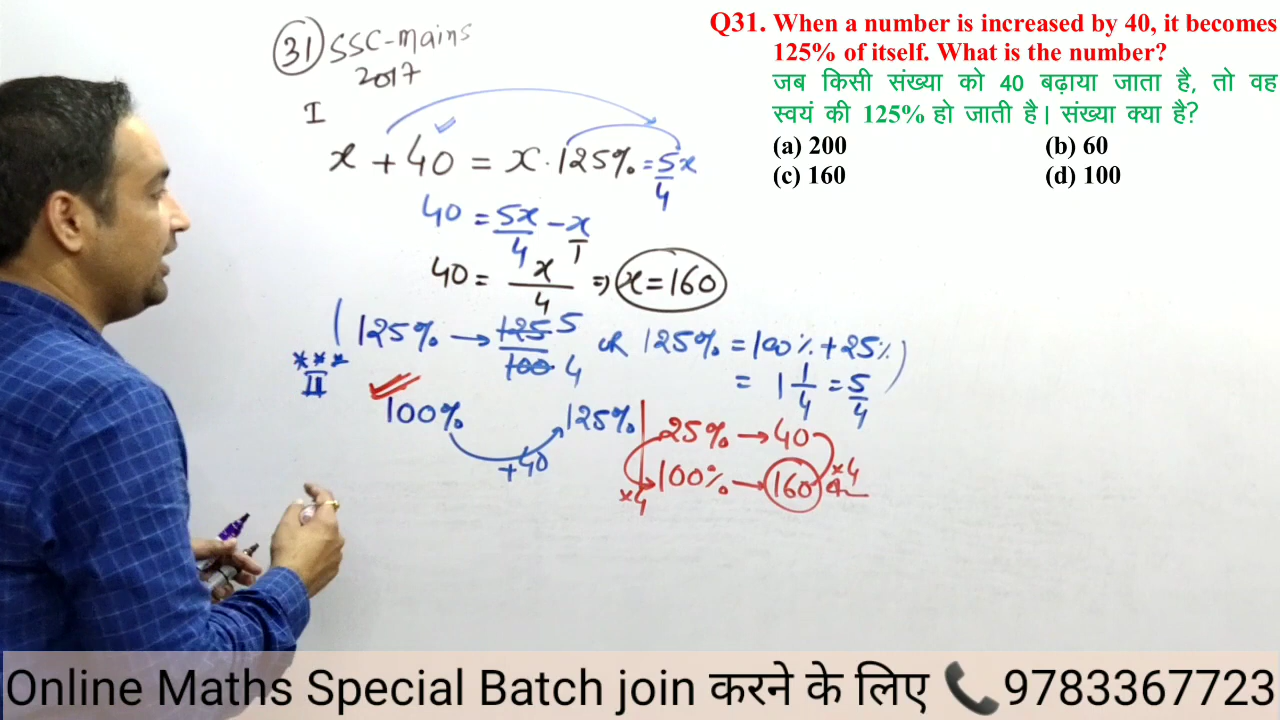 Q31. When a number is increased by 40, it becomes
125% of itself. What is the number?
जब किसी संख्या को 40 बढ़ाया जाता है, तो वह
स्वयं की 125% हो जाती है। संख्या क्या है?
(a) 200 (b) 60
(c) 160 (d) 100
31) SSC-mains
2017
I
x + 40 = x · 125% = 5/4 x
40 = 5x/4 - x/1
40 = x/4 ⇒ x = 160
(125% → 125/100 5/4 or 125% = 100% + 25%
= 1 1/4 = 5/4)
*** II
100% +40 125% | 25% → 40
×4 100% → 160 ×4
Online Maths Special Batch join करने के लिए 📞9783367723